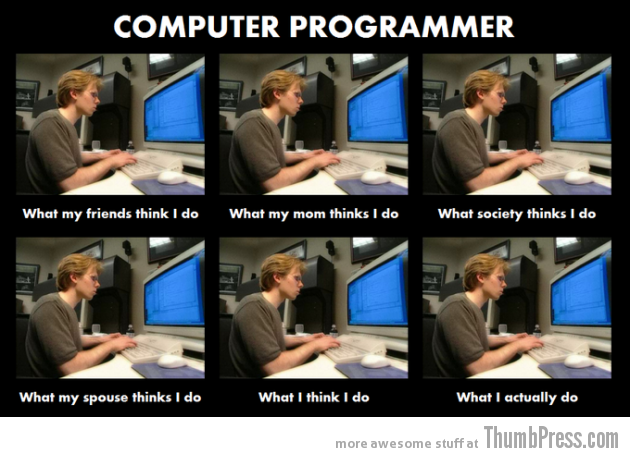 COMPUTER PROGRAMMER
What my friends think I do
What my mom thinks I do
What society thinks I do
What my spouse thinks I do
What I think I do
What I actually do
more awesome stuff at ThumbPress.com